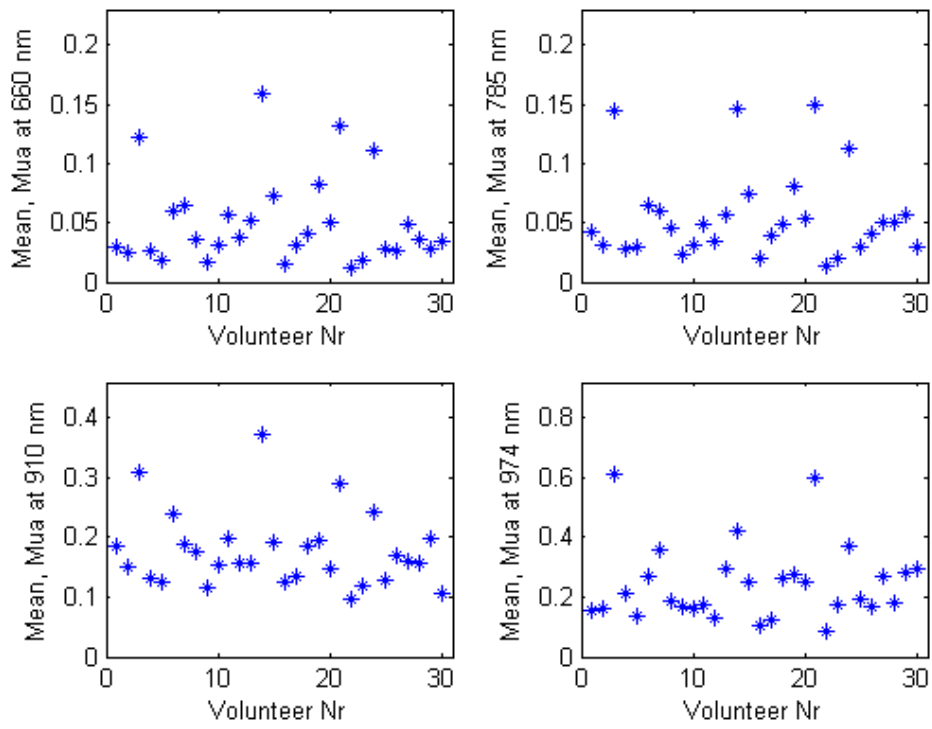 Mean, Mua at 660 nm
0.2
0.15
0.1
0.05
0
0 10 20 30
Volunteer Nr
Mean, Mua at 785 nm
0.2
0.15
0.1
0.05
0
0 10 20 30
Volunteer Nr
Mean, Mua at 910 nm
0.4
0.3
0.2
0.1
0
0 10 20 30
Volunteer Nr
Mean, Mua at 974 nm
0.8
0.6
0.4
0.2
0
0 10 20 30
Volunteer Nr